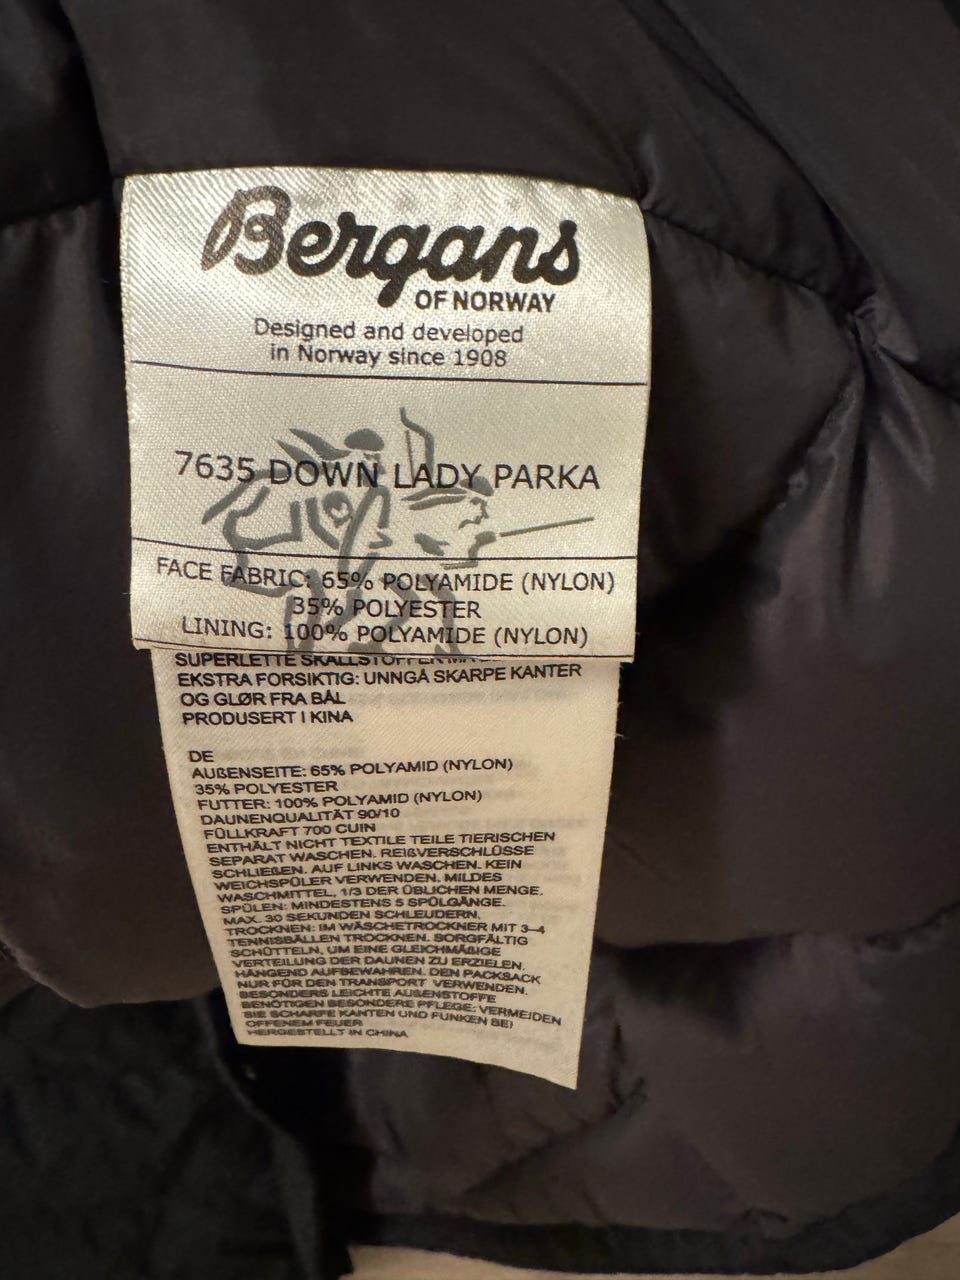 Bergans
OF NORWAY
Designed and developed
in Norway since 1908
7635 DOWN LADY PARKA
FACE FABRIC: 65% POLYAMIDE (NYLON)
35% POLYESTER
LINING: 100% POLYAMIDE (NYLON)
SUPERLETTE SKALLSTOFFER
EKSTRA FORSIKTIG: UNNGÅ SKARPE KANTER
OG GLØR FRA BÅL
PRODUSERT I KINA
DE
AUßENSEITE: 65% POLYAMID (NYLON)
35% POLYESTER
FUTTER: 100% POLYAMID (NYLON)
DAUNENQUALITÄT 90/10
FÜLLKRAFT 700 CUIN
ENTHÄLT NICHT TEXTILE TEILE TIERISCHEN
SEPARAT WASCHEN. REIßVERSCHLÜSSE
SCHLIEßEN. AUF LINKS WASCHEN. KEIN
WEICHSPÜLER VERWENDEN. MILDES
WASCHMITTEL, 1/3 DER ÜBLICHEN MENGE.
SPÜLEN: MINDESTENS 5 SPÜLGÄNGE.
MAX. 30 SEKUNDEN SCHLEUDERN.
TROCKNEN: IM WÄSCHETROCKNER MIT 3-4
TENNISBÄLLEN TROCKNEN. SORGFÄLTIG
SCHÜTTELN, UM EINE GLEICHMÄßIGE
VERTEILUNG DER DAUNEN ZU ERZIELEN.
HÄNGEND AUFBEWAHREN. DEN PACKSACK
NUR FÜR DEN TRANSPORT VERWENDEN.
BESONDERS LEICHTE AUßENSTOFFE
BENÖTIGEN BESONDERE PFLEGE: VERMEIDEN
SIE SCHARFE KANTEN UND FUNKEN BEI
OFFENEM FEUER
HERGESTELLT IN CHINA